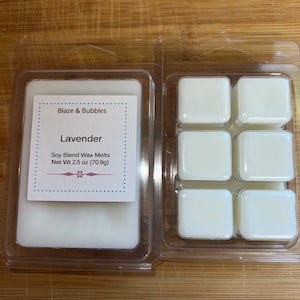 Blaze & Bubbles
Lavender
Soy Blend Wax Melts
Net Wt 2.5 oz (70.9g)